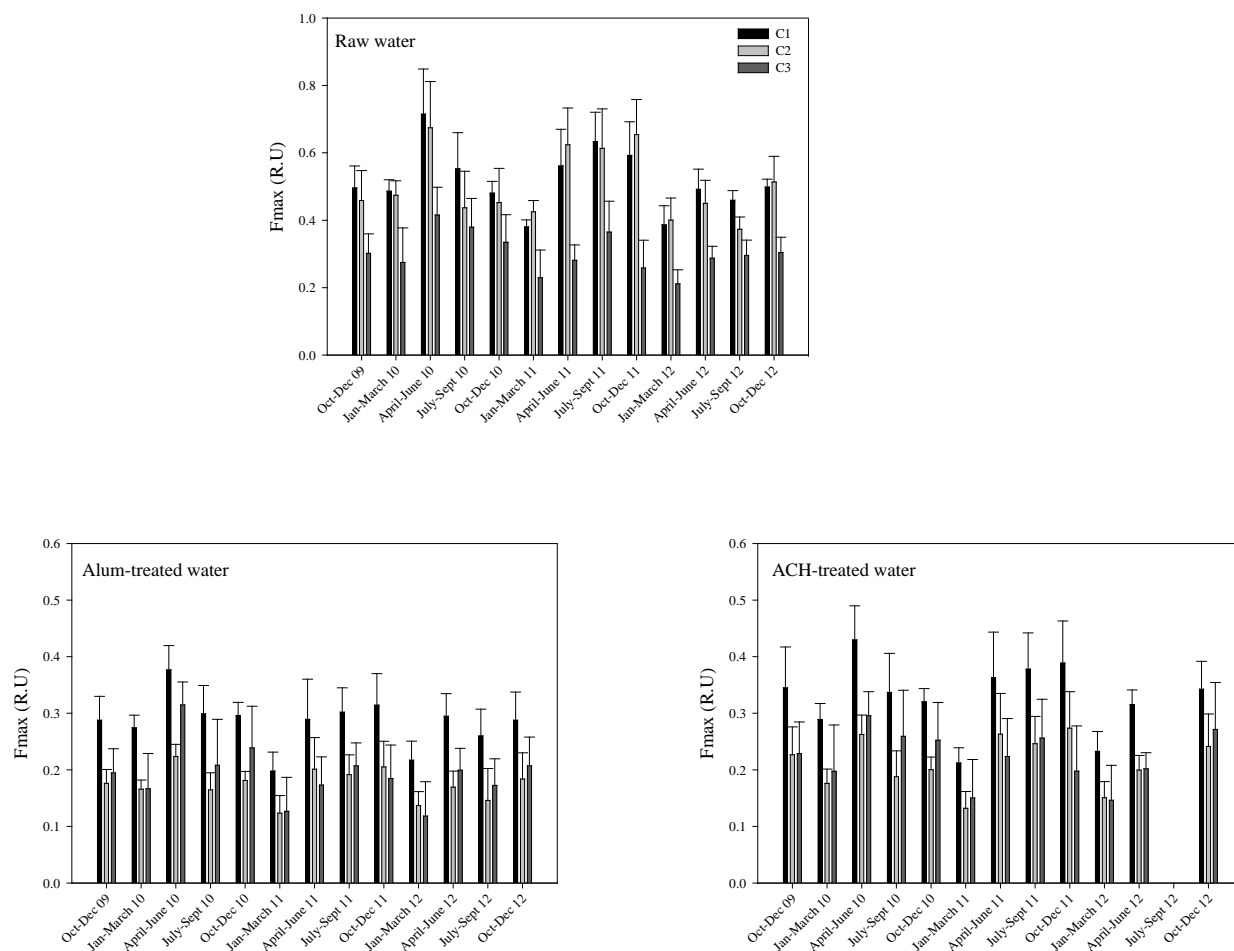 Raw water
C1
C2
C3
Fmax (R.U)
1.0
0.8
0.6
0.4
0.2
0.0
Oct-Dec 09
Jan-March 10
April-June 10
July-Sept 10
Oct-Dec 10
Jan-March 11
April-June 11
July-Sept 11
Oct-Dec 11
Jan-March 12
April-June 12
July-Sept 12
Oct-Dec 12
Alum-treated water
Fmax (R.U)
0.6
0.5
0.4
0.3
0.2
0.1
0.0
Oct-Dec 09
Jan-March 10
April-June 10
July-Sept 10
Oct-Dec 10
Jan-March 11
April-June 11
July-Sept 11
Oct-Dec 11
Jan-March 12
April-June 12
July-Sept 12
Oct-Dec 12
ACH-treated water
Fmax (R.U)
0.6
0.5
0.4
0.3
0.2
0.1
0.0
Oct-Dec 09
Jan-March 10
April-June 10
July-Sept 10
Oct-Dec 10
Jan-March 11
April-June 11
July-Sept 11
Oct-Dec 11
Jan-March 12
April-June 12
July-Sept 12
Oct-Dec 12